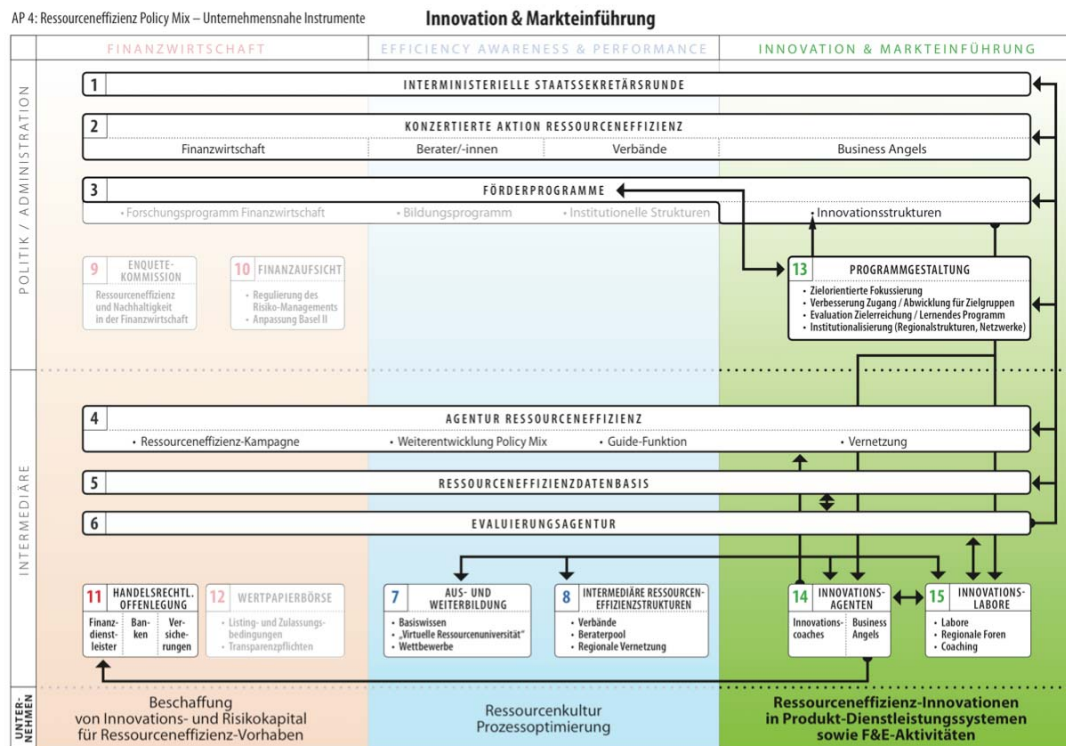 AP 4: Ressourceneffizienz Policy Mix – Unternehmensnahe Instrumente
Innovation & Markteinführung
FINANZWIRTSCHAFT
EFFICIENCY AWARENESS & PERFORMANCE
INNOVATION & MARKTEINFÜHRUNG
POLITIK / ADMINISTRATION
1 INTERMINISTERIELLE STAATSSEKRETÄRSRUNDE
2 KONZERTIERTE AKTION RESSOURCENEFFIZIENZ
Finanzwirtschaft Berater/-innen Verbände Business Angels
3 FÖRDERPROGRAMME
• Forschungsprogramm Finanzwirtschaft • Bildungsprogramm • Institutionelle Strukturen • Innovationsstrukturen
9 ENQUETE-
KOMMISSION
Ressourceneffizienz
und Nachhaltigkeit
in der Finanzwirtschaft
10 FINANZAUFSICHT
• Regulierung des
Risiko-Managements
• Anpassung Basel II
13 PROGRAMMGESTALTUNG
• Zielorientierte Fokussierung
• Verbesserung Zugang / Abwicklung für Zielgruppen
• Evaluation Zielerreichung / Lernendes Programm
• Institutionalisierung (Regionalstrukturen, Netzwerke)
INTERMEDIÄRE
4 AGENTUR RESSOURCENEFFIZIENZ
• Ressourceneffizienz-Kampagne • Weiterentwicklung Policy Mix • Guide-Funktion • Vernetzung
5 RESSOURCENEFFIZIENZDATENBASIS
6 EVALUIERUNGSAGENTUR
11 HANDELSRECHTL.
OFFENLEGUNG
Finanz-
dienst-
leister
Ban-
ken
Ver-
siche-
rungen
12 WERTPAPIERBÖRSE
• Listing- und Zulassungs-
bedingungen
• Transparenzpflichten
7 AUS- UND
WEITERBILDUNG
• Basiswissen
• „Virtuelle Ressourcenuniversität“
• Wettbewerbe
8 INTERMEDIÄRE RESSOURCEN-
EFFIZIENZSTRUKTUREN
• Verbände
• Beraterpool
• Regionale Vernetzung
14 INNOVATIONS-
AGENTEN
Innovations-
coaches
Business
Angels
15 INNOVATIONS-
LABORE
• Labore
• Regionale Foren
• Coaching
UNTER-
NEHMEN
Beschaffung
von Innovations- und Risikokapital
für Ressourceneffizienz-Vorhaben
Ressourcenkultur
Prozessoptimierung
Ressourceneffizienz-Innovationen
in Produkt-Dienstleistungssystemen
sowie F&E-Aktivitäten